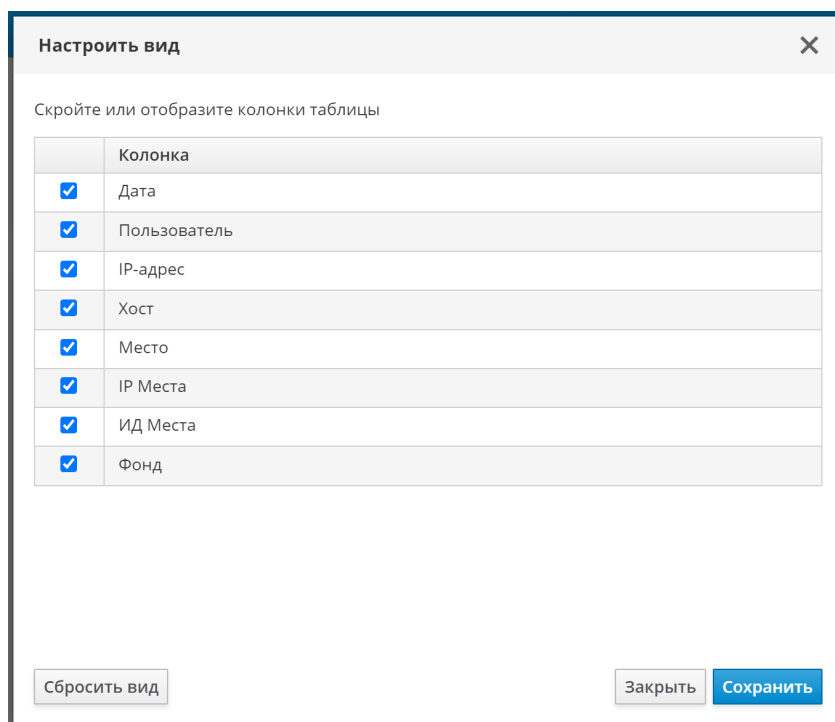 Настроить вид
Скройте или отобразите колонки таблицы
Колонка
Дата
Пользователь
IP-адрес
Хост
Место
IP Места
ИД Места
Фонд
Сбросить вид
Закрыть
Сохранить